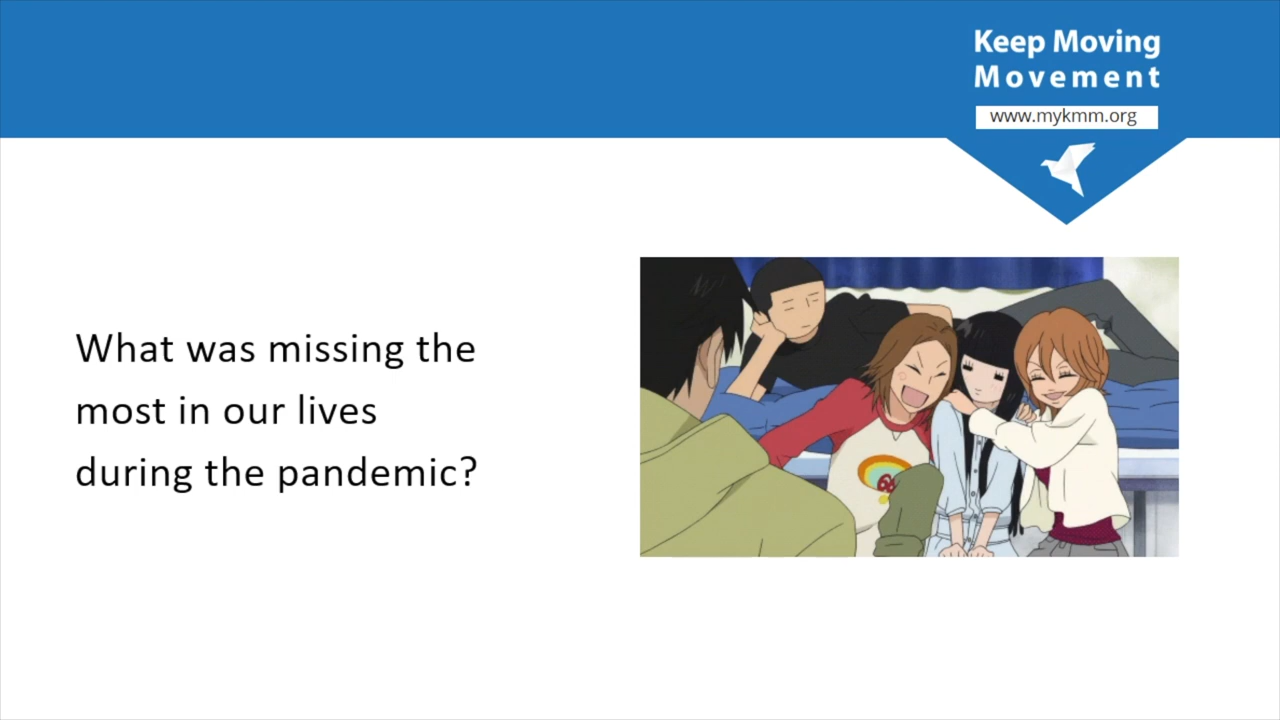 Keep Moving
Movement
www.mykmm.org
What was missing the
most in our lives
during the pandemic?